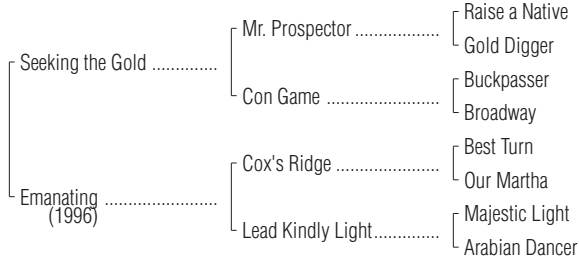 Raise a Native
Mr. Prospector ..................
Gold Digger
Seeking the Gold ..............
Buckpasser
Con Game ........................
Broadway
Best Turn
Cox's Ridge ......................
Our Martha
Emanating ........................
(1996)
Majestic Light
Lead Kindly Light..............
Arabian Dancer